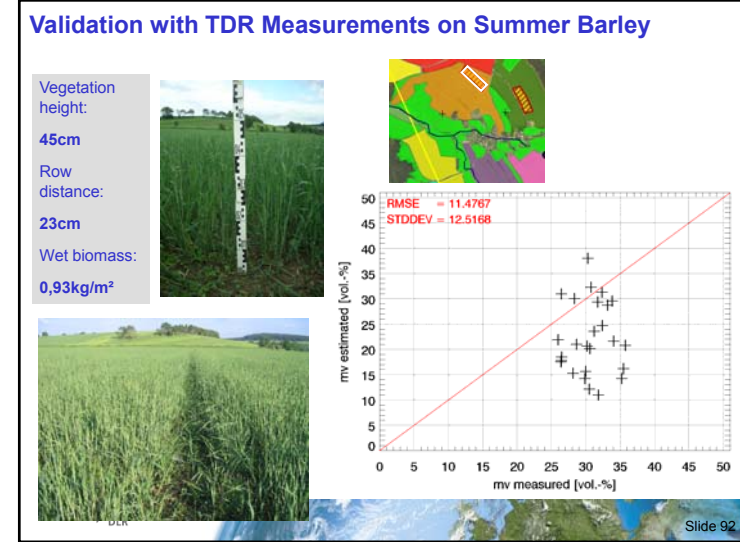 Validation with TDR Measurements on Summer Barley
Vegetation
height:
45cm
Row
distance:
23cm
Wet biomass:
0,93kg/m²
RMSE = 11.4767
STDDEV = 12.5168
mv estimated [vol.-%]
50
45
40
35
30
25
20
15
10
5
0
0 5 10 15 20 25 30 35 40 45 50
mv measured [vol.-%]
DLR
Slide 92